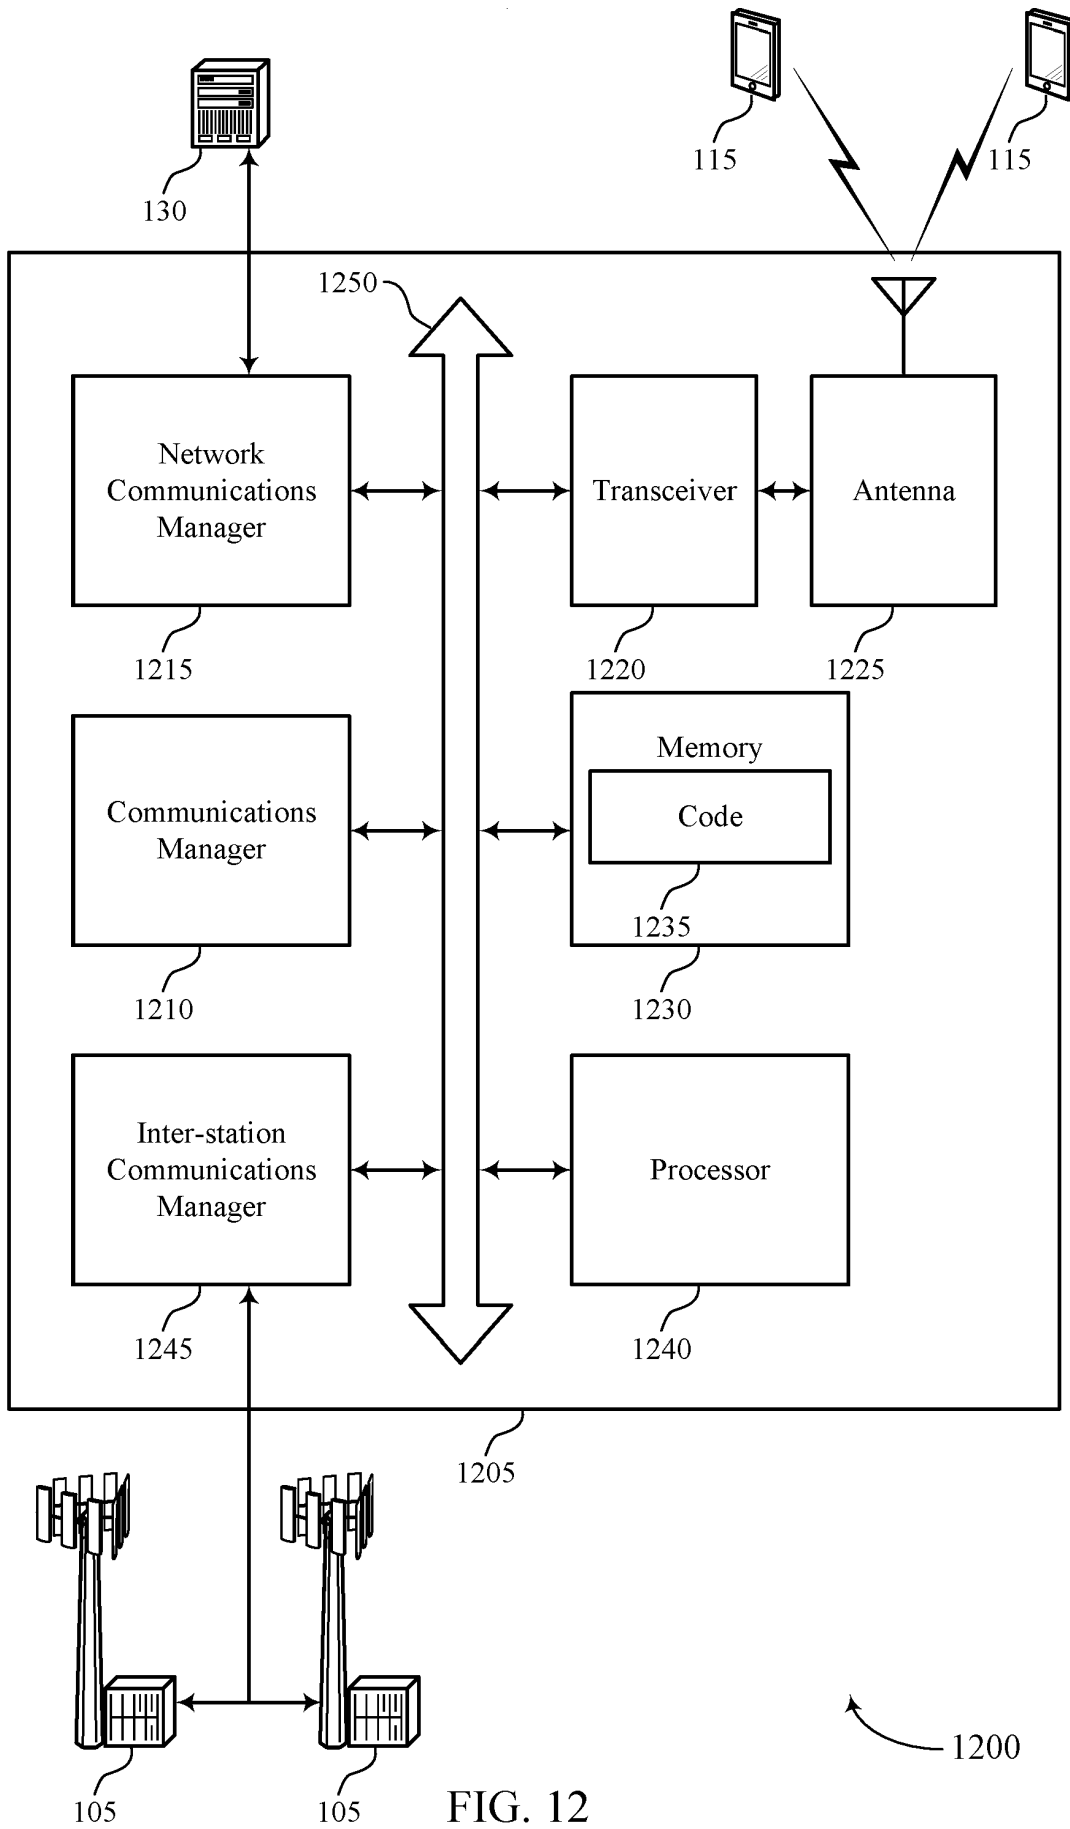 130
115
115
1250
Network
Communications
Manager
Transceiver
Antenna
1215
1220
1225
Communications
Manager
Memory
Code
1235
1210
1230
Inter-station
Communications
Manager
Processor
1245
1240
1205
105
105
1200
FIG. 12